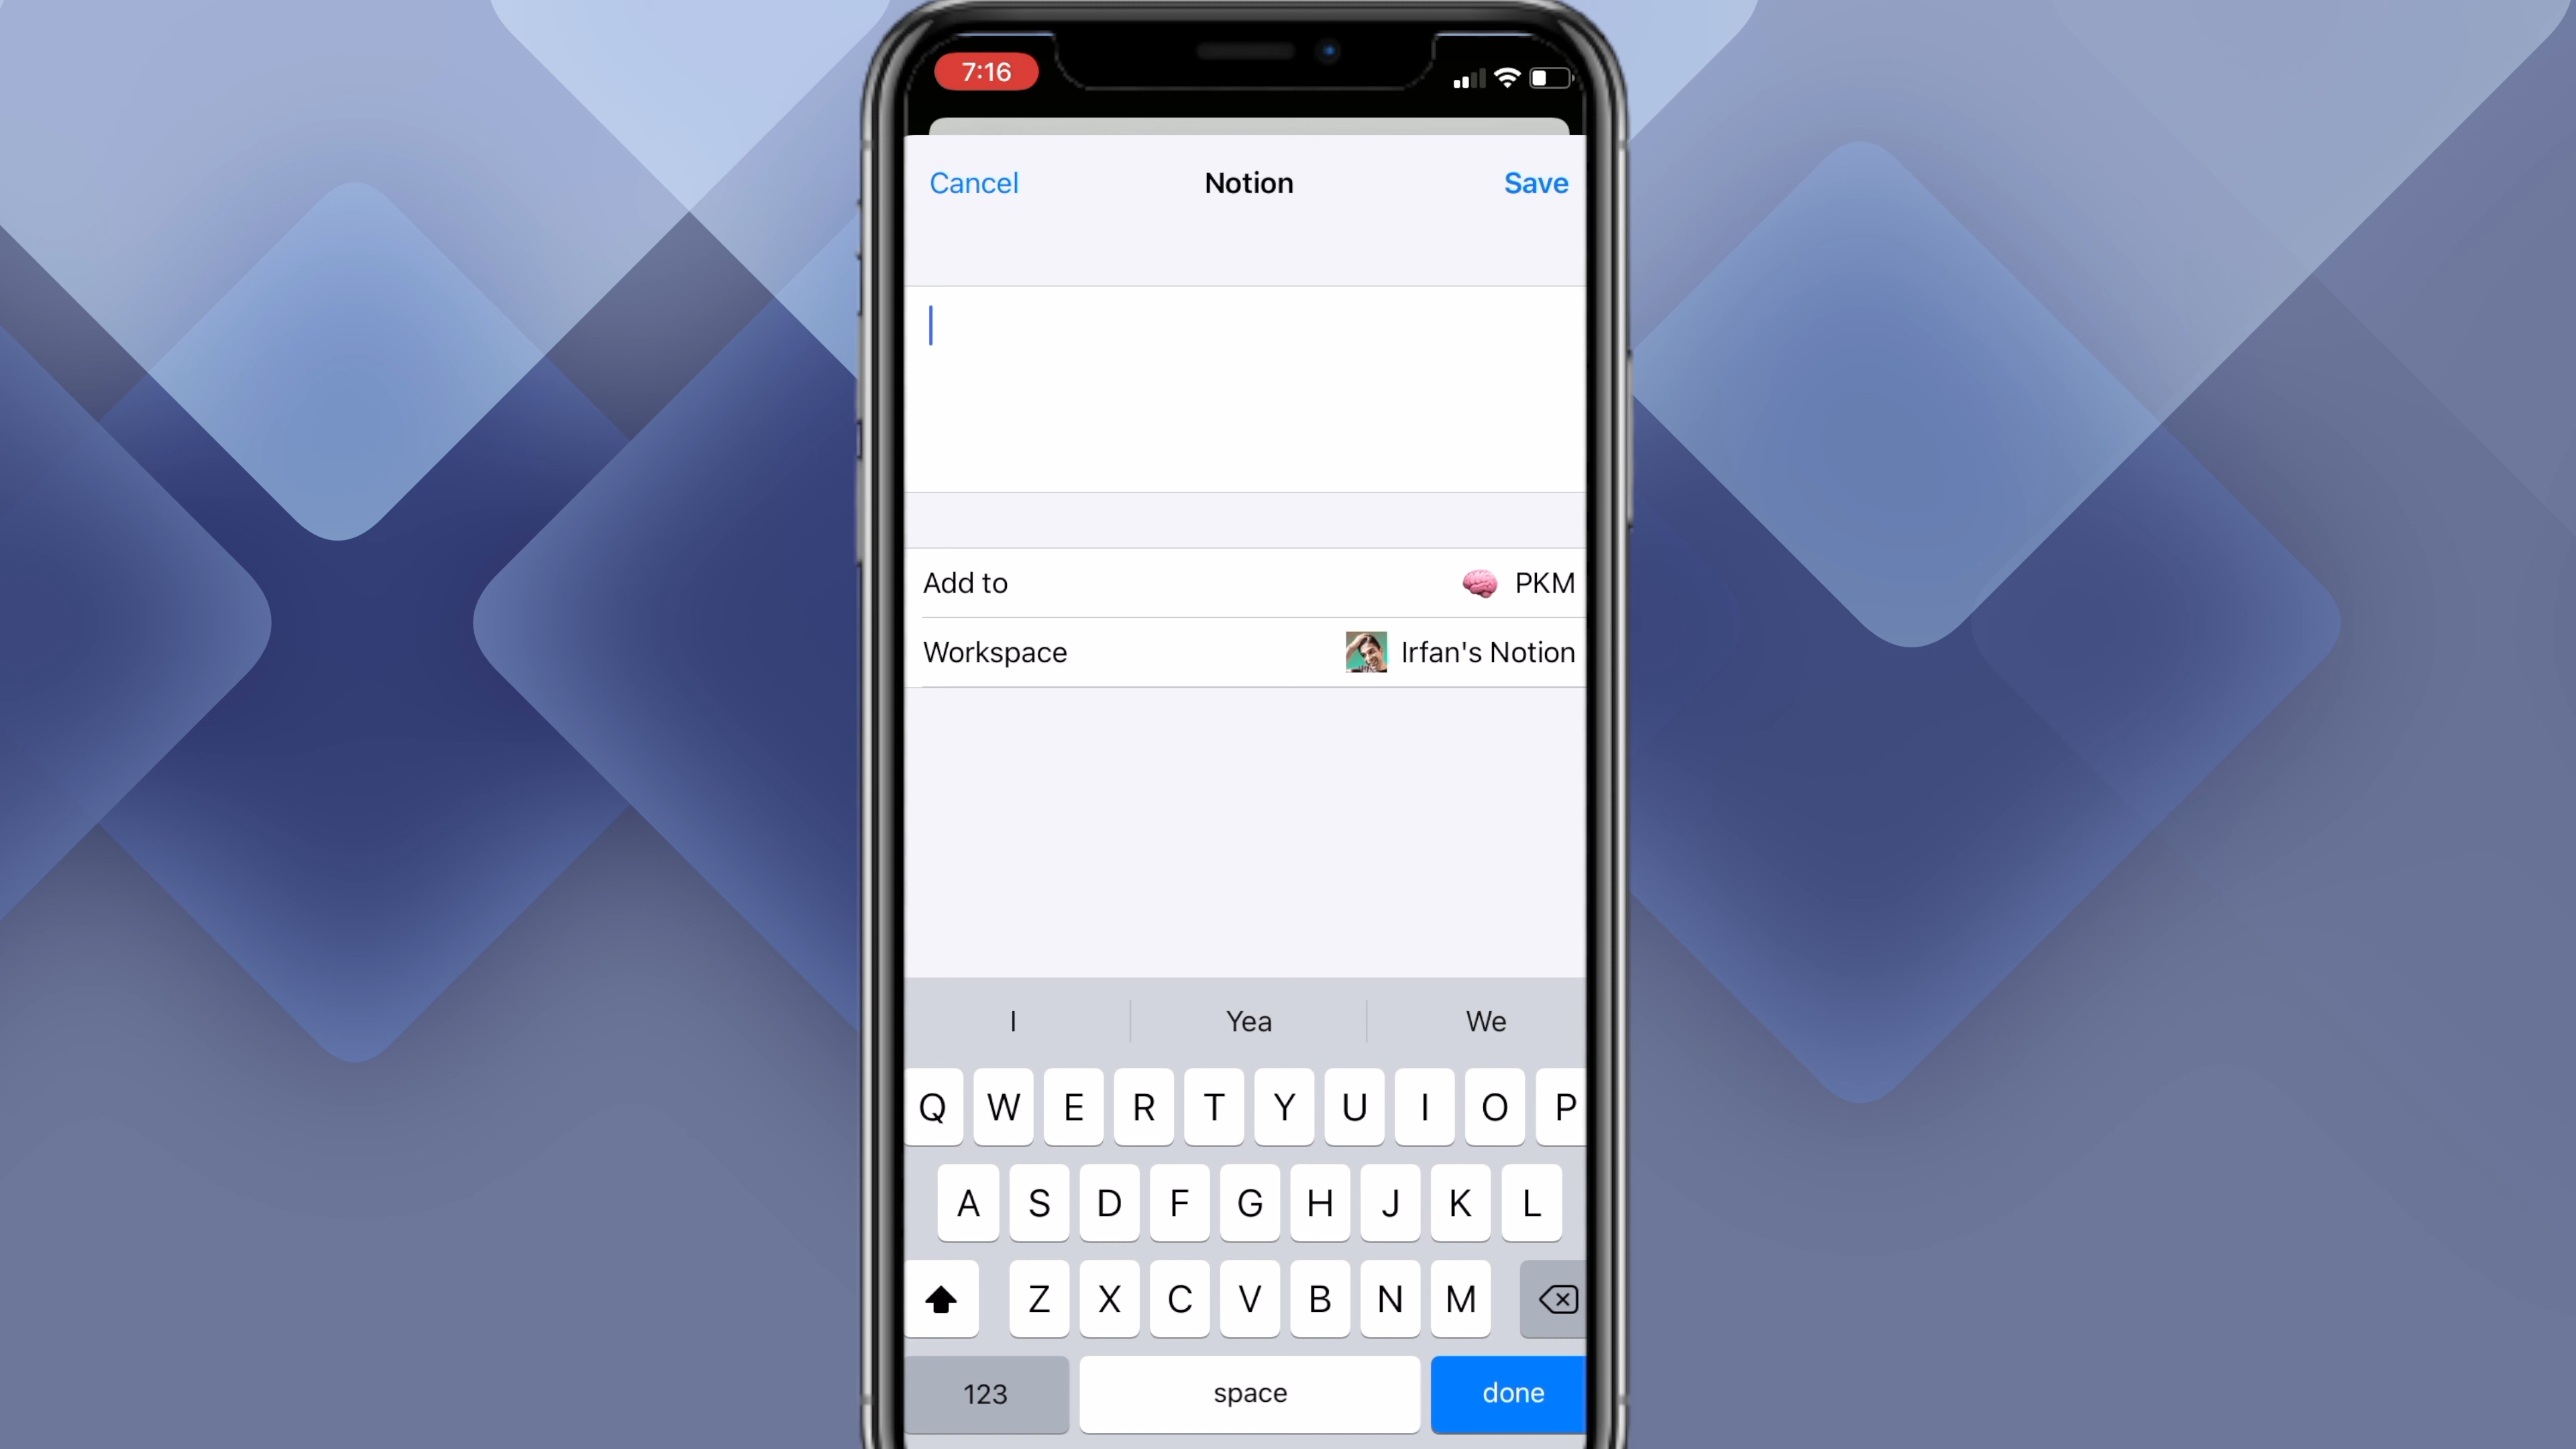 7:16
Cancel Notion Save
Add to 🧠 PKM
Workspace Irfan's Notion
I Yea We
Q W E R T Y U I O P
A S D F G H J K L
Z X C V B N M
123 space done